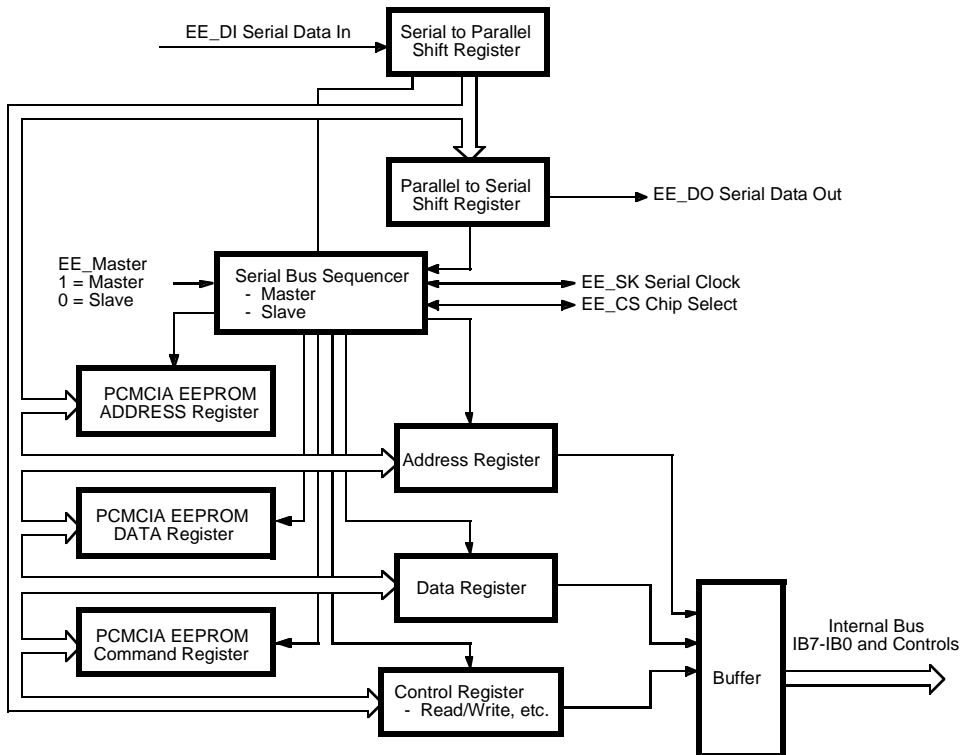 EE_DI Serial Data In
Serial to Parallel
Shift Register
Parallel to Serial
Shift Register
EE_DO Serial Data Out
EE_Master
1 = Master
0 = Slave
Serial Bus Sequencer
- Master
- Slave
EE_SK Serial Clock
EE_CS Chip Select
PCMCIA EEPROM
ADDRESS Register
Address Register
PCMCIA EEPROM
DATA Register
Data Register
PCMCIA EEPROM
Command Register
Control Register
- Read/Write, etc.
Buffer
Internal Bus
IB7-IB0 and Controls